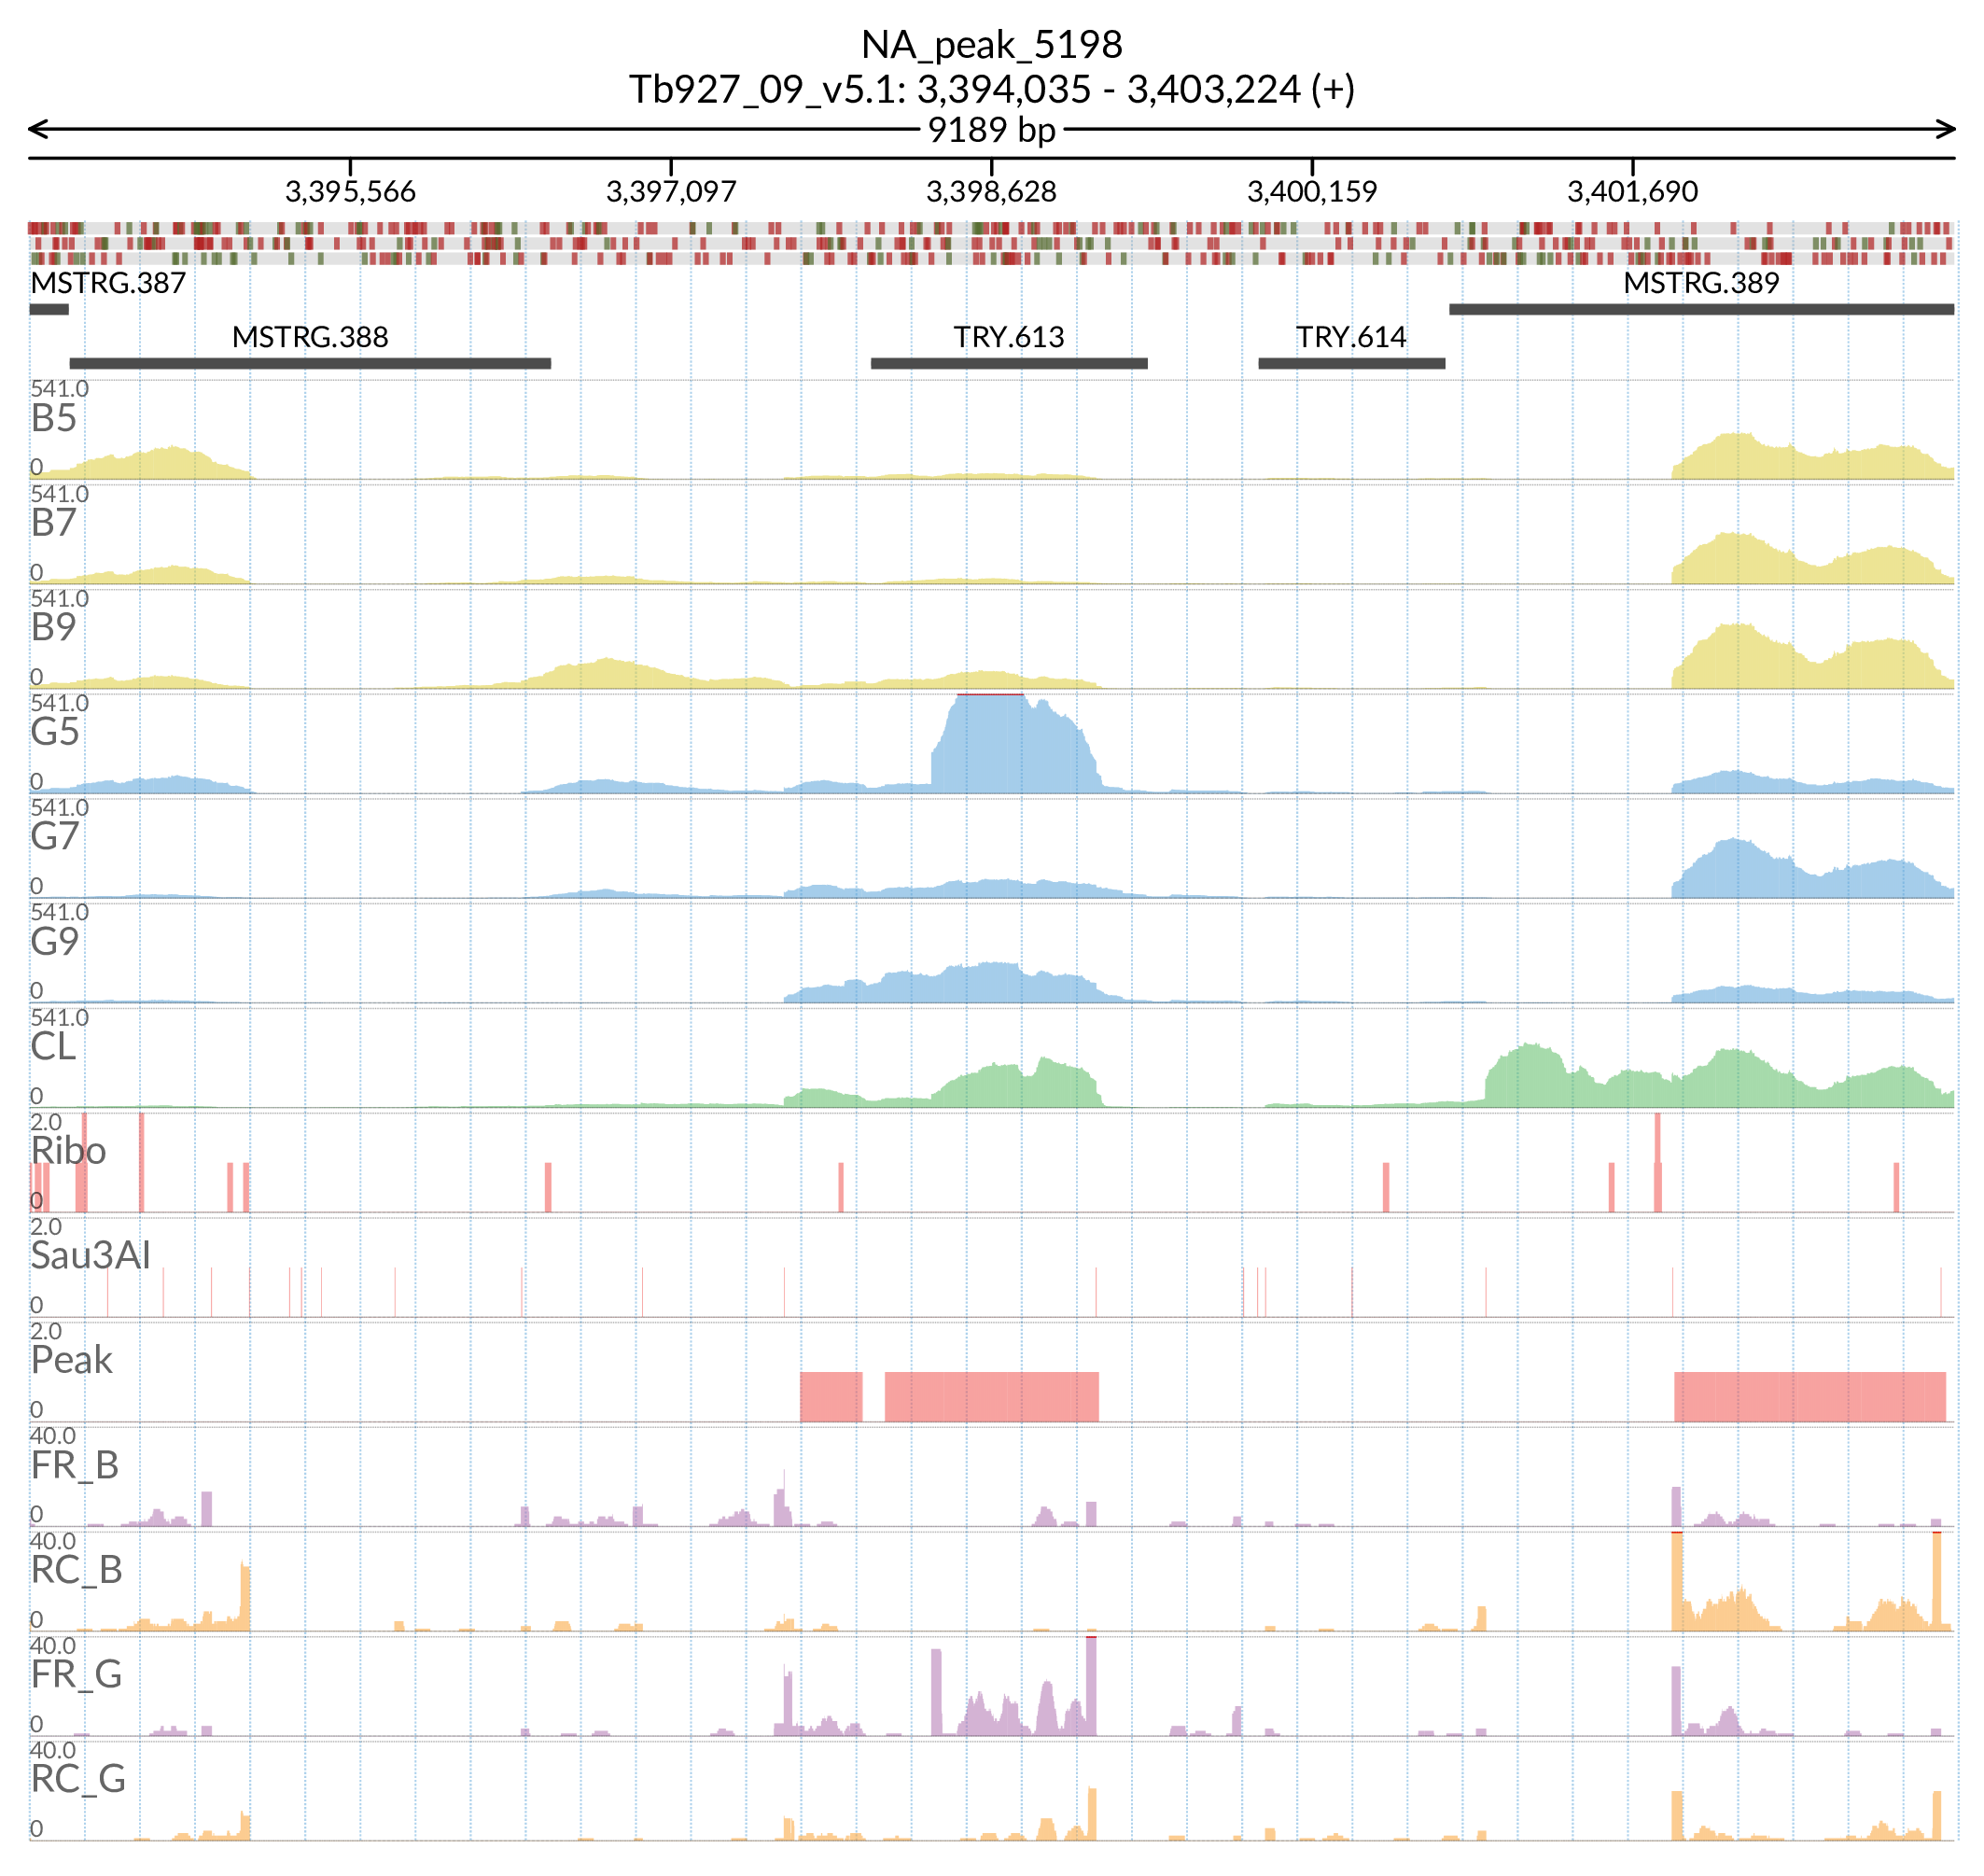 NA_peak_5198
Tb927_09_v5.1: 3,394,035 - 3,403,224 (+)
9189 bp
3,395,566 3,397,097 3,398,628 3,400,159 3,401,690
MSTRG.387 MSTRG.389
MSTRG.388 TRY.613 TRY.614
541.0
B5
0
541.0
B7
0
541.0
B9
0
541.0
G5
0
541.0
G7
0
541.0
G9
0
541.0
CL
0
2.0
Ribo
0
2.0
Sau3AI
0
2.0
Peak
0
40.0
FR_B
0
40.0
RC_B
0
40.0
FR_G
0
40.0
RC_G
0